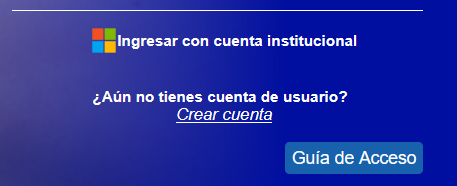 Ingresar con cuenta institucional
¿Aún no tienes cuenta de usuario?
Crear cuenta
Guía de Acceso